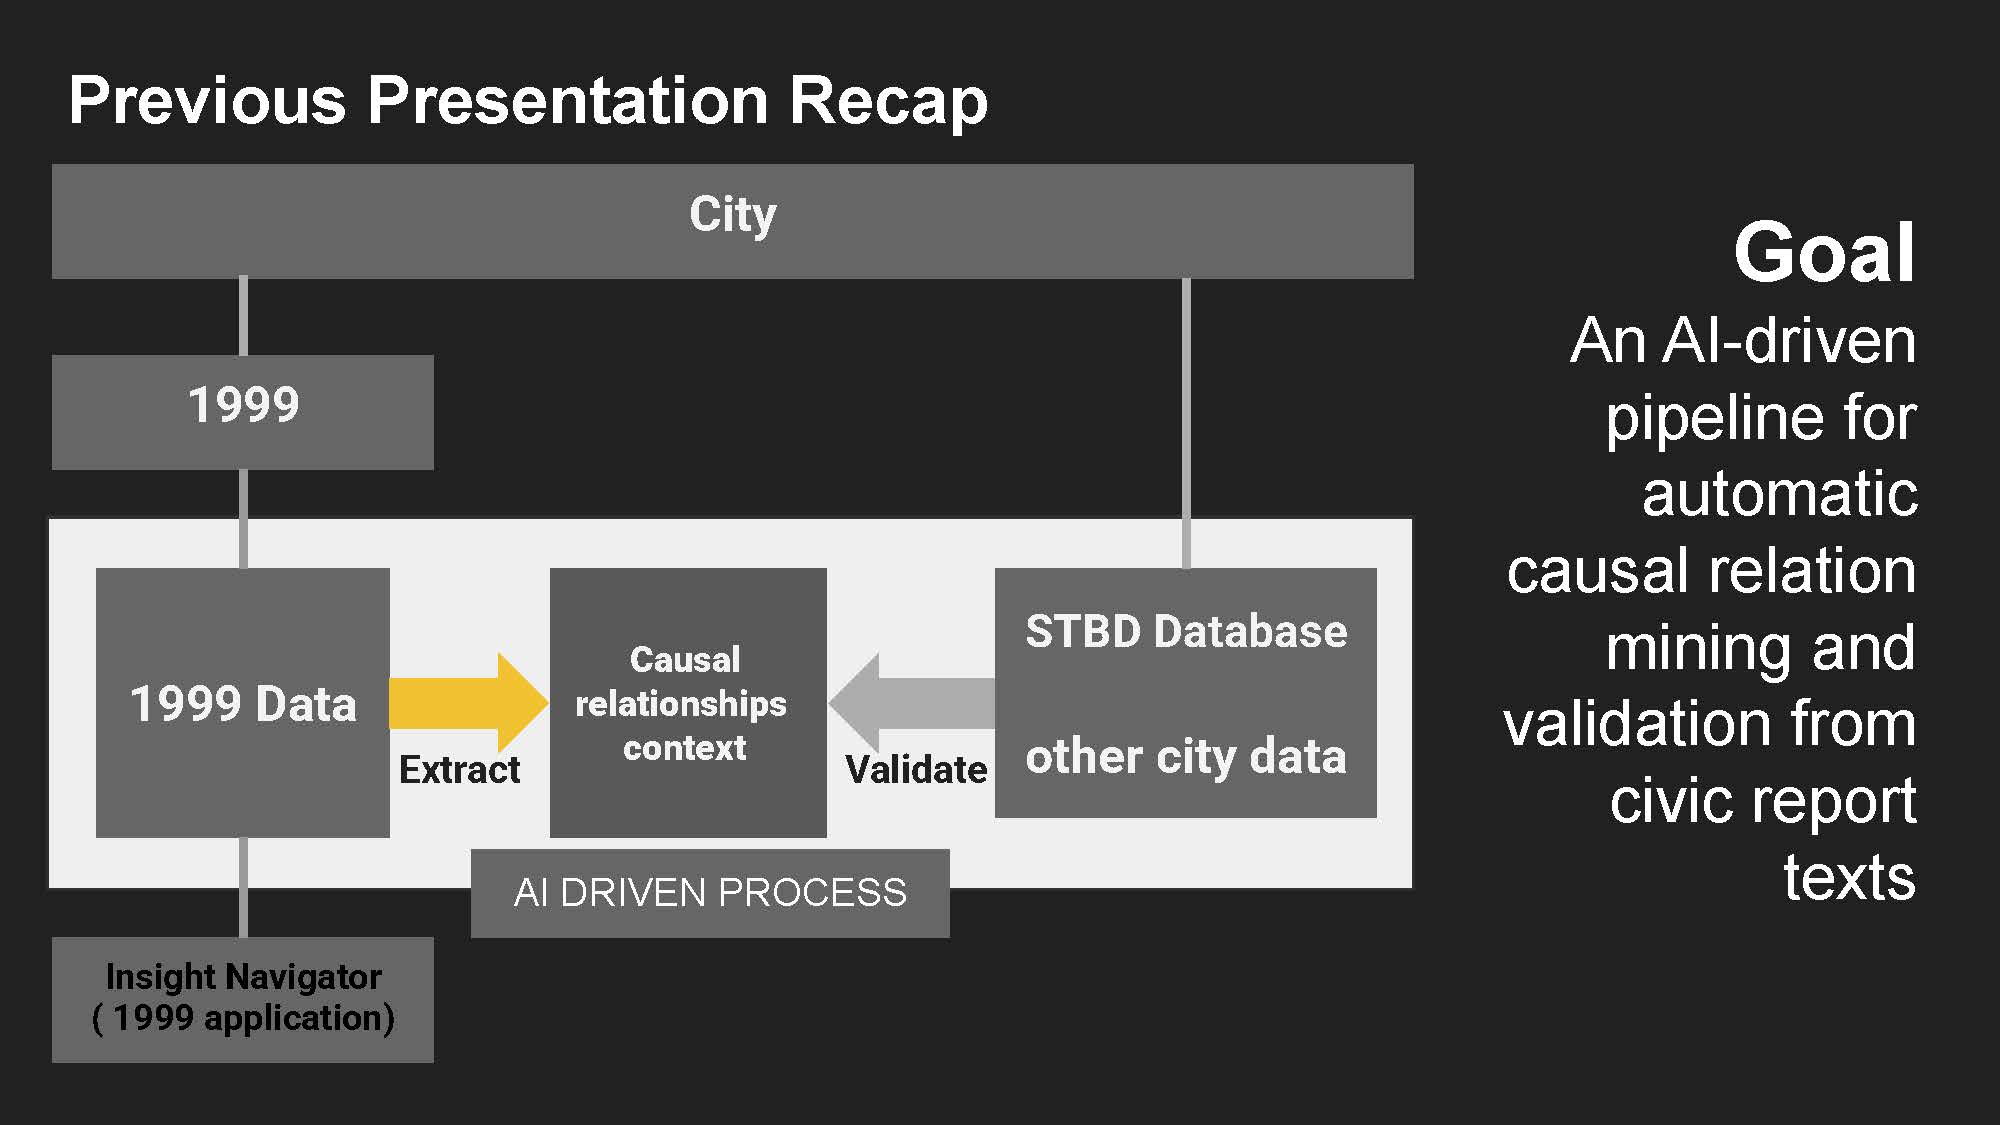 Previous Presentation Recap
City
1999
1999 Data
Extract
Causal
relationships
context
Validate
STBD Database
other city data
AI DRIVEN PROCESS
Insight Navigator
( 1999 application)
Goal
An AI-driven
pipeline for
automatic
causal relation
mining and
validation from
civic report
texts